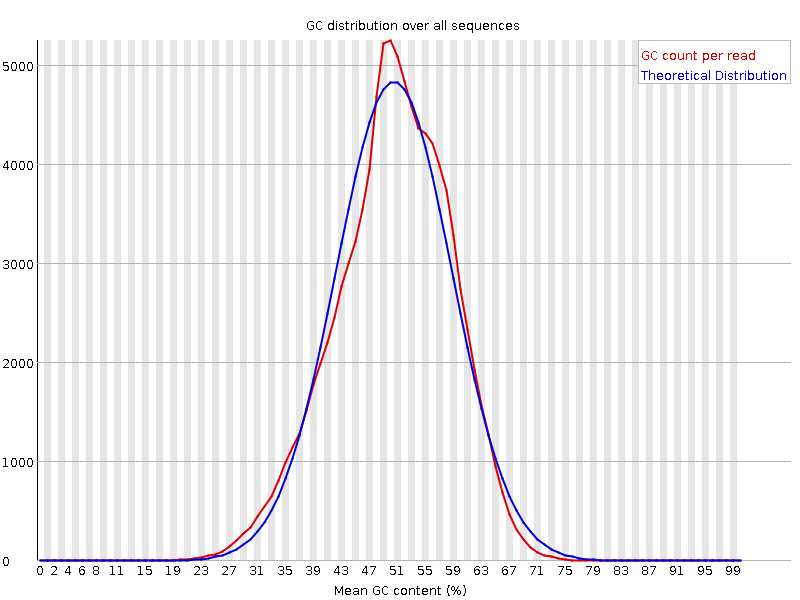 GC distribution over all sequences
GC count per read
Theoretical Distribution
5000
4000
3000
2000
1000
0
0 2 4 6 8 11 15 19 23 27 31 35 39 43 47 51 55 59 63 67 71 75 79 83 87 91 95 99
Mean GC content (%)